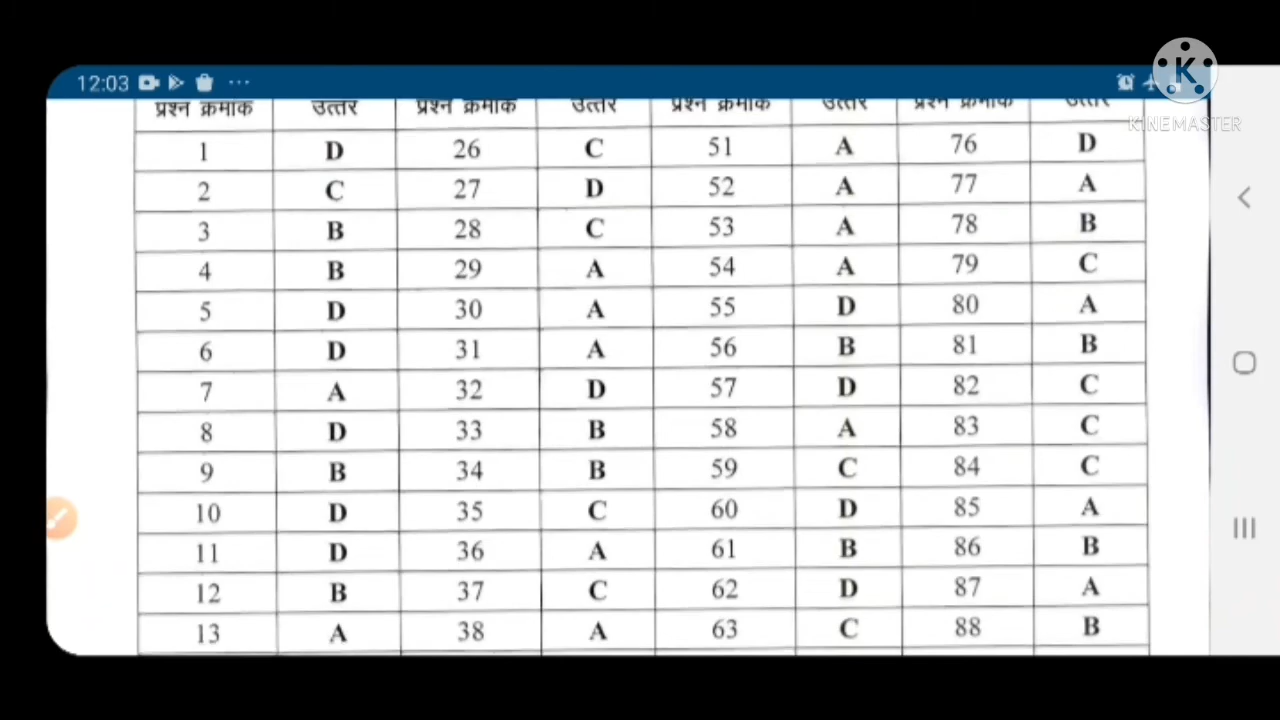 12:03
KINEMASTER
प्रश्न क्रमांक उत्तर प्रश्न क्रमांक उत्तर प्रश्न क्रमांक उत्तर प्रश्न क्रमांक उत्तर
1 D 26 C 51 A 76 D
2 C 27 D 52 A 77 A
3 B 28 C 53 A 78 B
4 B 29 A 54 A 79 C
5 D 30 A 55 D 80 A
6 D 31 A 56 B 81 B
7 A 32 D 57 D 82 C
8 D 33 B 58 A 83 C
9 B 34 B 59 C 84 C
10 D 35 C 60 D 85 A
11 D 36 A 61 B 86 B
12 B 37 C 62 D 87 A
13 A 38 A 63 C 88 B